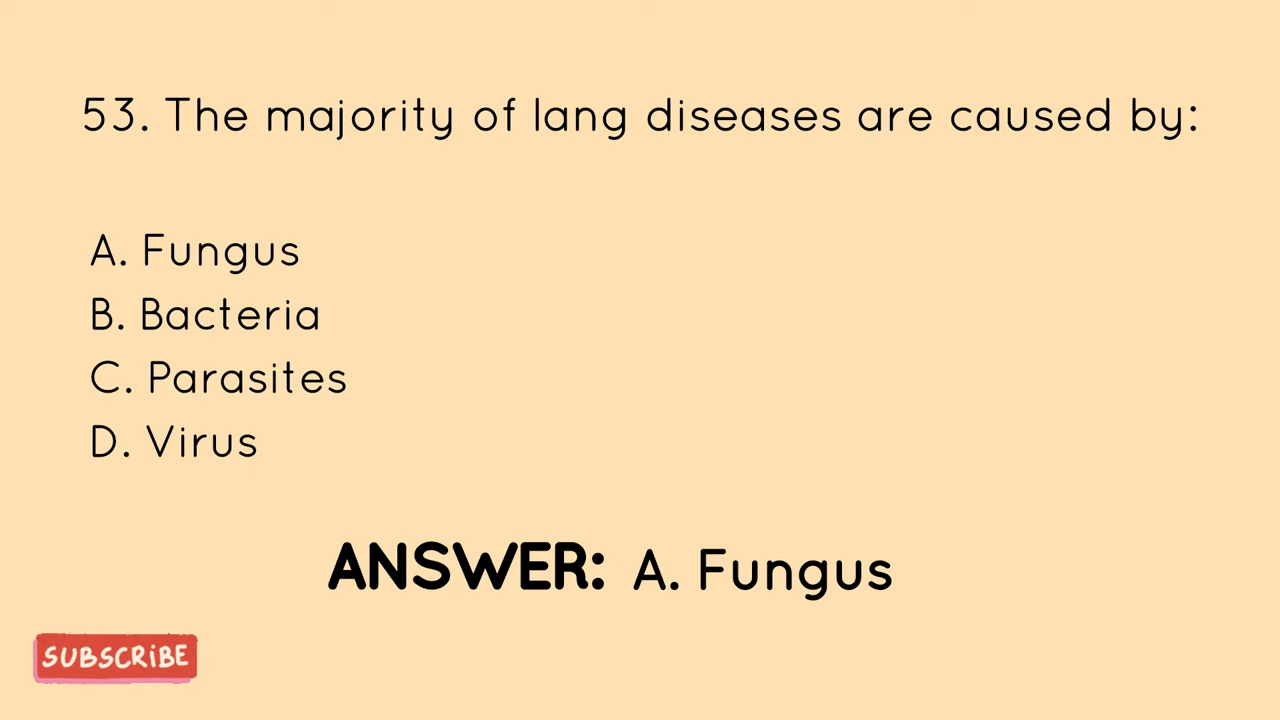 53. The majority of lang diseases are caused by:
A. Fungus
B. Bacteria
C. Parasites
D. Virus
ANSWER: A. Fungus
SUBSCRIBE